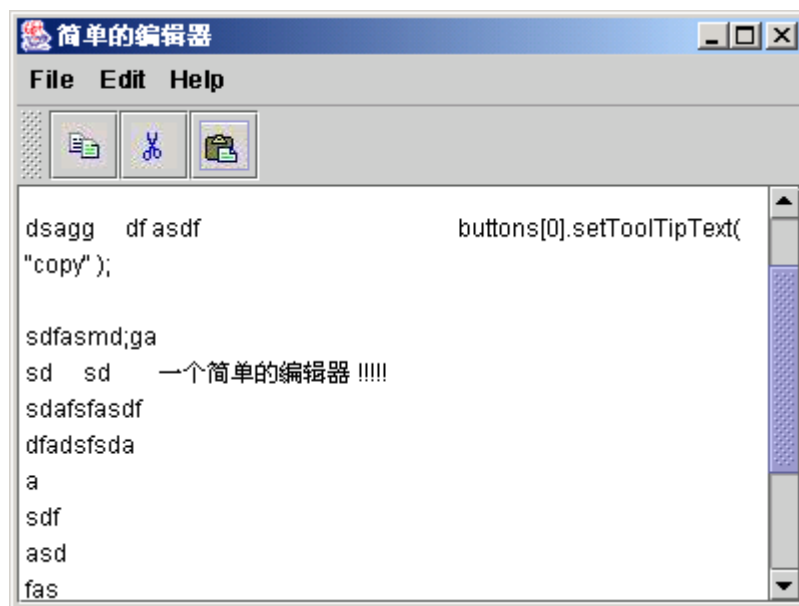 简单的编辑器
File Edit Help
dsagg df asdf buttons[0].setToolTipText(
"copy" );
sdfasmd;ga
sd sd 一个简单的编辑器 !!!!!
sdafsfasdf
dfadsfsda
a
sdf
asd
fas